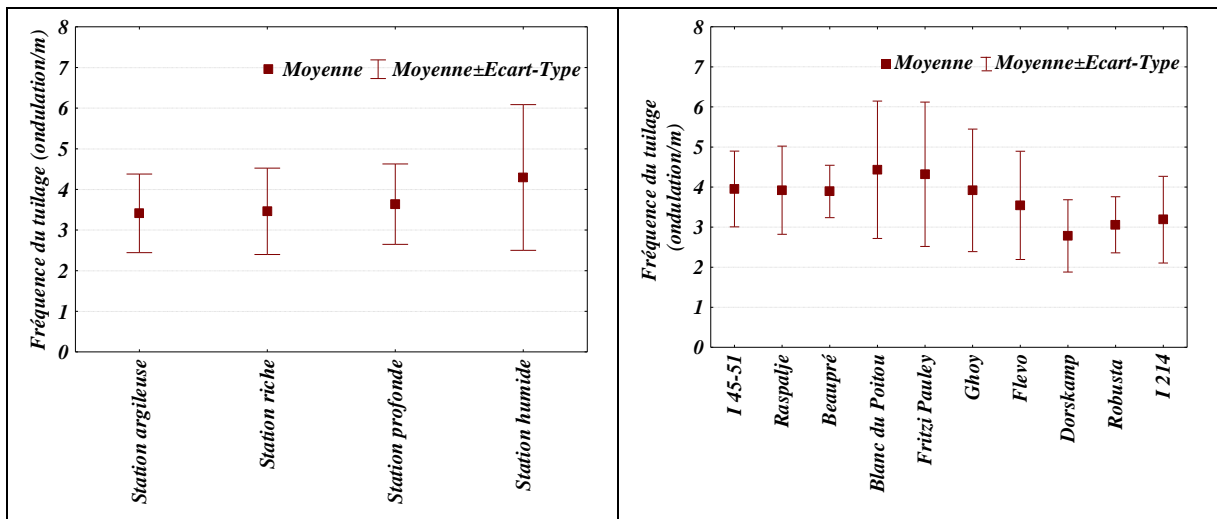 Fréquence du tuilage (ondulation/m)
8
7
6
5
4
3
2
1
0
Moyenne Moyenne±Ecart-Type
Station argileuse
Station riche
Station profonde
Station humide
Fréquence du tuilage
(ondulation/m)
8
7
6
5
4
3
2
1
0
Moyenne Moyenne±Ecart-Type
I 45-51
Raspalje
Beaupré
Blanc du Poitou
Fritzi Pauley
Ghoy
Flevo
Dorskamp
Robusta
I 214